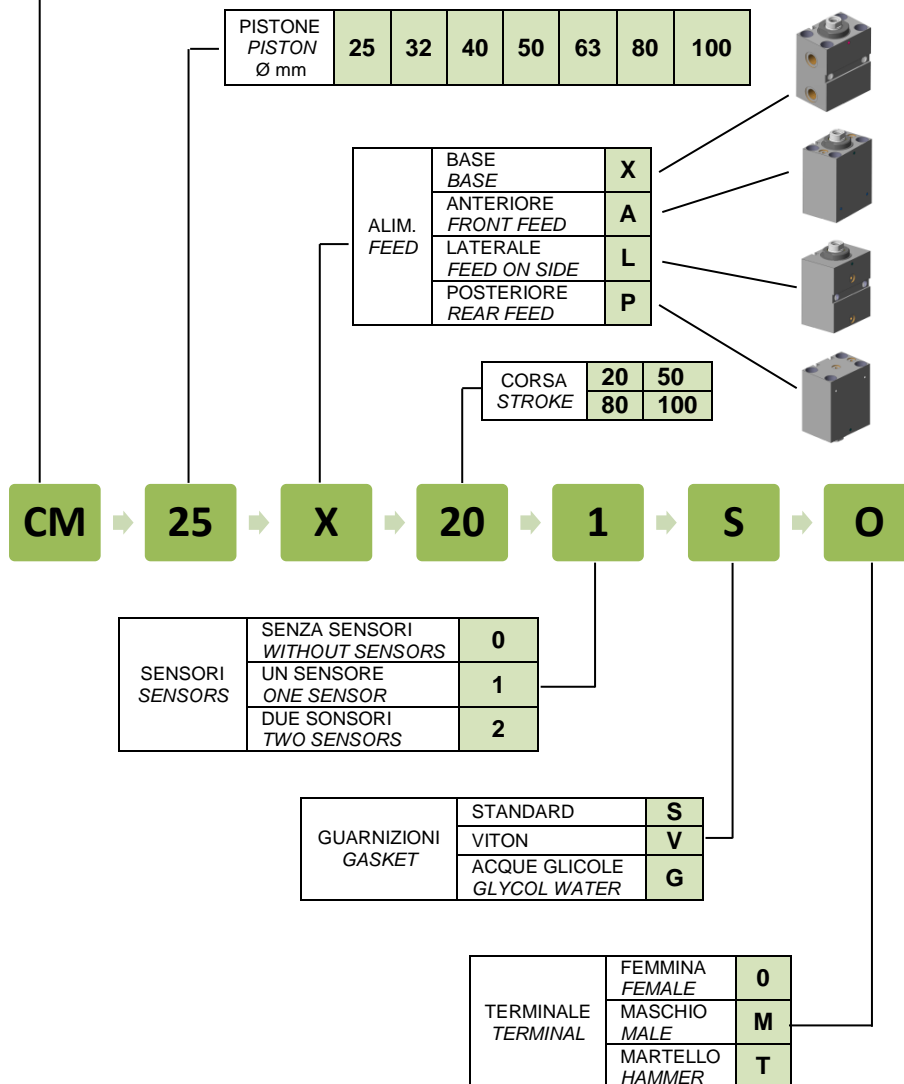 PISTONE
PISTON
Ø mm
25 32 40 50 63 80 100
ALIM.
FEED
BASE
BASE
X
ANTERIORE
FRONT FEED
A
LATERALE
FEED ON SIDE
L
POSTERIORE
REAR FEED
P
CORSA
STROKE
20 50
80 100
CM 25 X 20 1 S O
SENSORI
SENSORS
SENZA SENSORI
WITHOUT SENSORS
0
UN SENSORE
ONE SENSOR
1
DUE SONSORI
TWO SENSORS
2
GUARNIZIONI
GASKET
STANDARD
S
VITON
V
ACQUE GLICOLE
GLYCOL WATER
G
TERMINALE
TERMINAL
FEMMINA
FEMALE
0
MASCHIO
MALE
M
MARTELLO
HAMMER
T